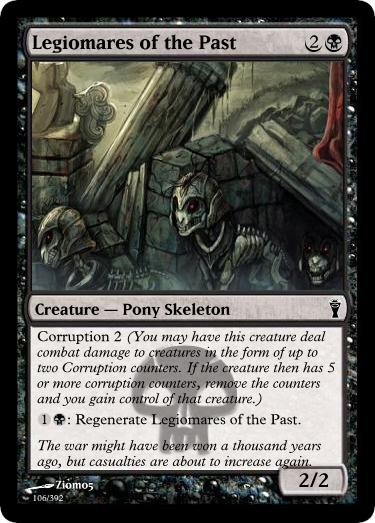 Legiomares of the Past 2
Creature — Pony Skeleton
Corruption 2 (You may have this creature deal
combat damage to creatures in the form of up to
two Corruption counters. If the creature then has 5
or more corruption counters, remove the counters
and you gain control of that creature.)
1 : Regenerate Legiomares of the Past.
The war might have been won a thousand years
ago, but casualties are about to increase again.
Ziom05
106/392
2/2